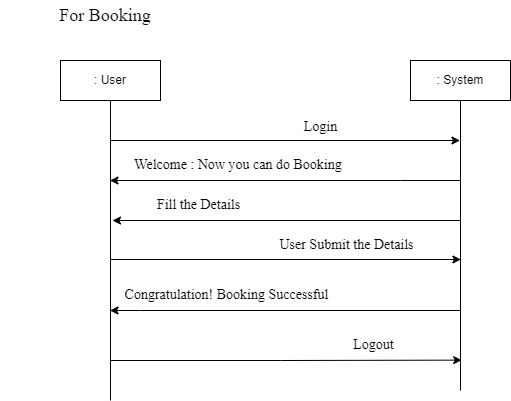 For Booking
: User
: System
Login
Welcome : Now you can do Booking
Fill the Details
User Submit the Details
Congratulation! Booking Successful
Logout